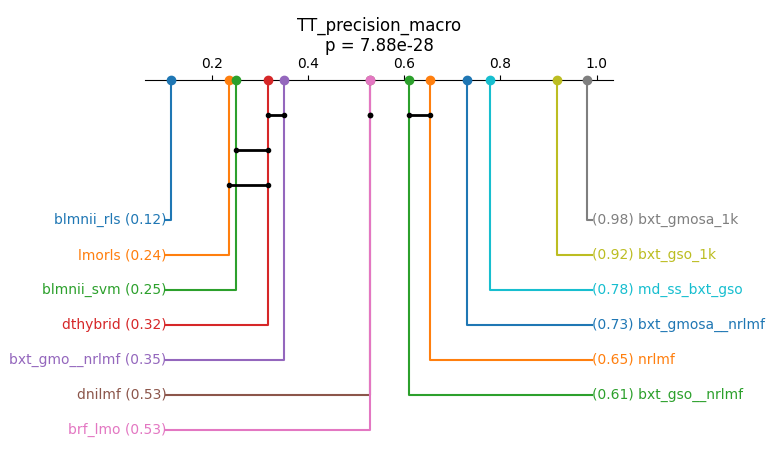 TT_precision_macro
p = 7.88e-28
0.2 0.4 0.6 0.8 1.0
blmnii_rls (0.12)
(0.98) bxt_gmosa_1k
lmorls (0.24)
(0.92) bxt_gso_1k
blmnii_svm (0.25)
(0.78) md_ss_bxt_gso
dthybrid (0.32)
(0.73) bxt_gmosa__nrlmf
bxt_gmo__nrlmf (0.35)
(0.65) nrlmf
dnilmf (0.53)
(0.61) bxt_gso__nrlmf
brf_lmo (0.53)